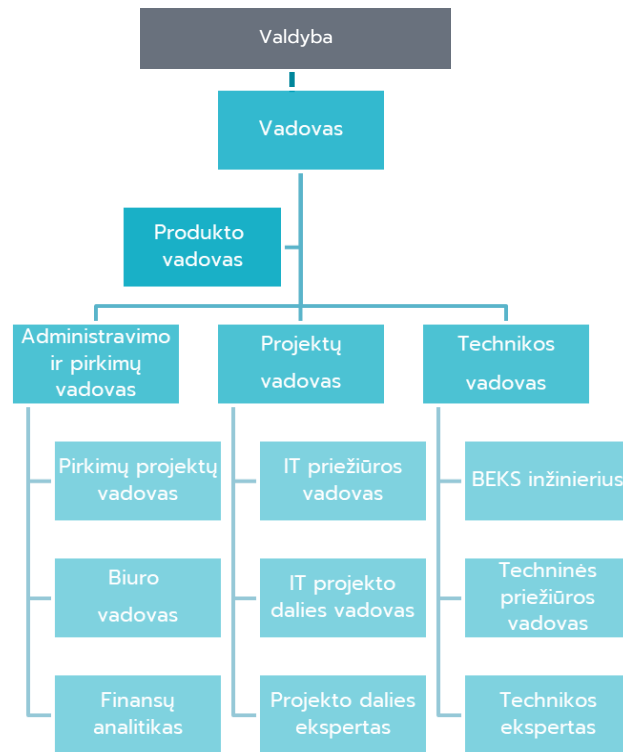 Valdyba
Vadovas
Produkto
vadovas
Administravimo
ir pirkimų
vadovas
Projektų
vadovas
Technikos
vadovas
Pirkimų projektų
vadovas
IT priežiūros
vadovas
BEKS inžinierius
Biuro
vadovas
IT projekto
dalies vadovas
Techninės
priežiūros
vadovas
Finansų
analitikas
Projekto dalies
ekspertas
Technikos
ekspertas